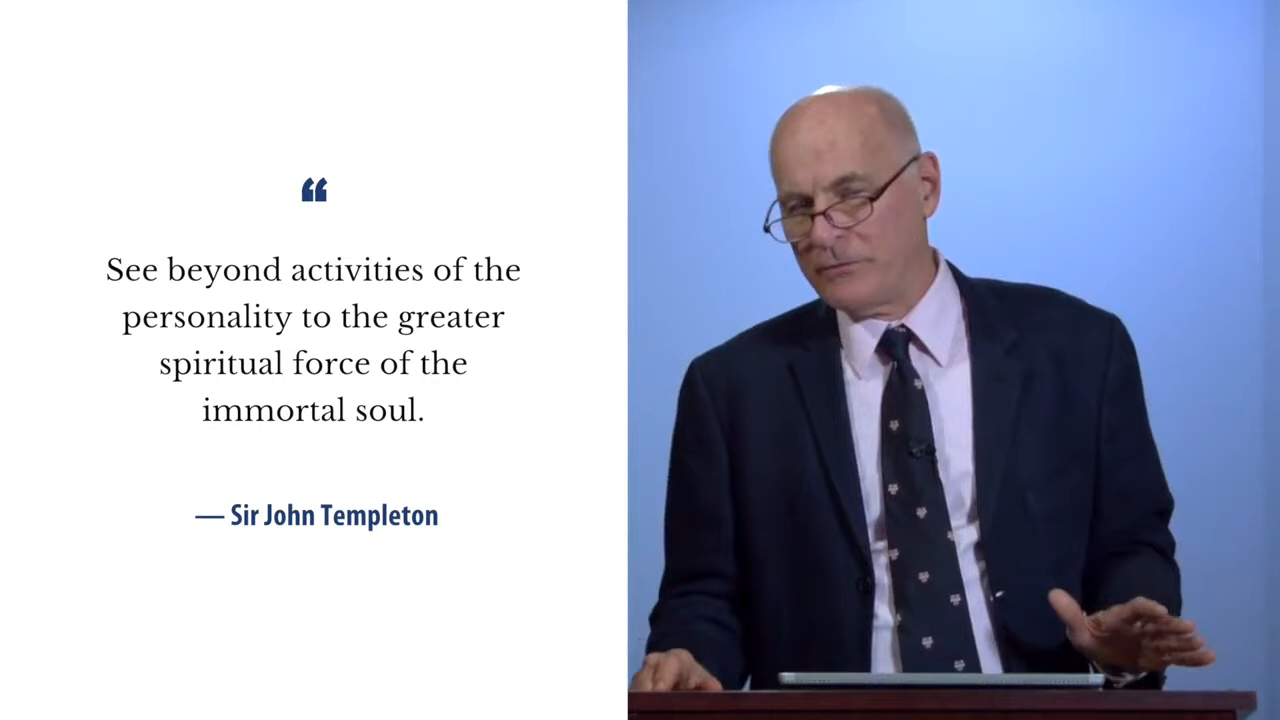 “
See beyond activities of the
personality to the greater
spiritual force of the
immortal soul.
— Sir John Templeton